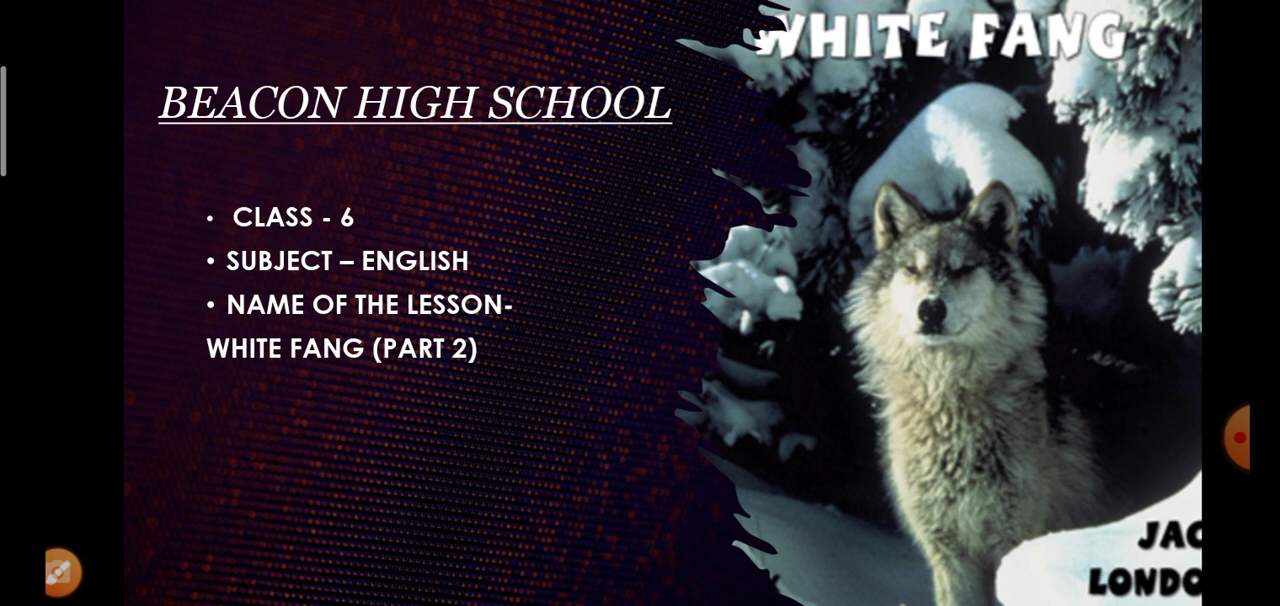 BEACON HIGH SCHOOL
• CLASS - 6
• SUBJECT – ENGLISH
• NAME OF THE LESSON-
WHITE FANG (PART 2)
WHITE FANG
JAC
LONDO